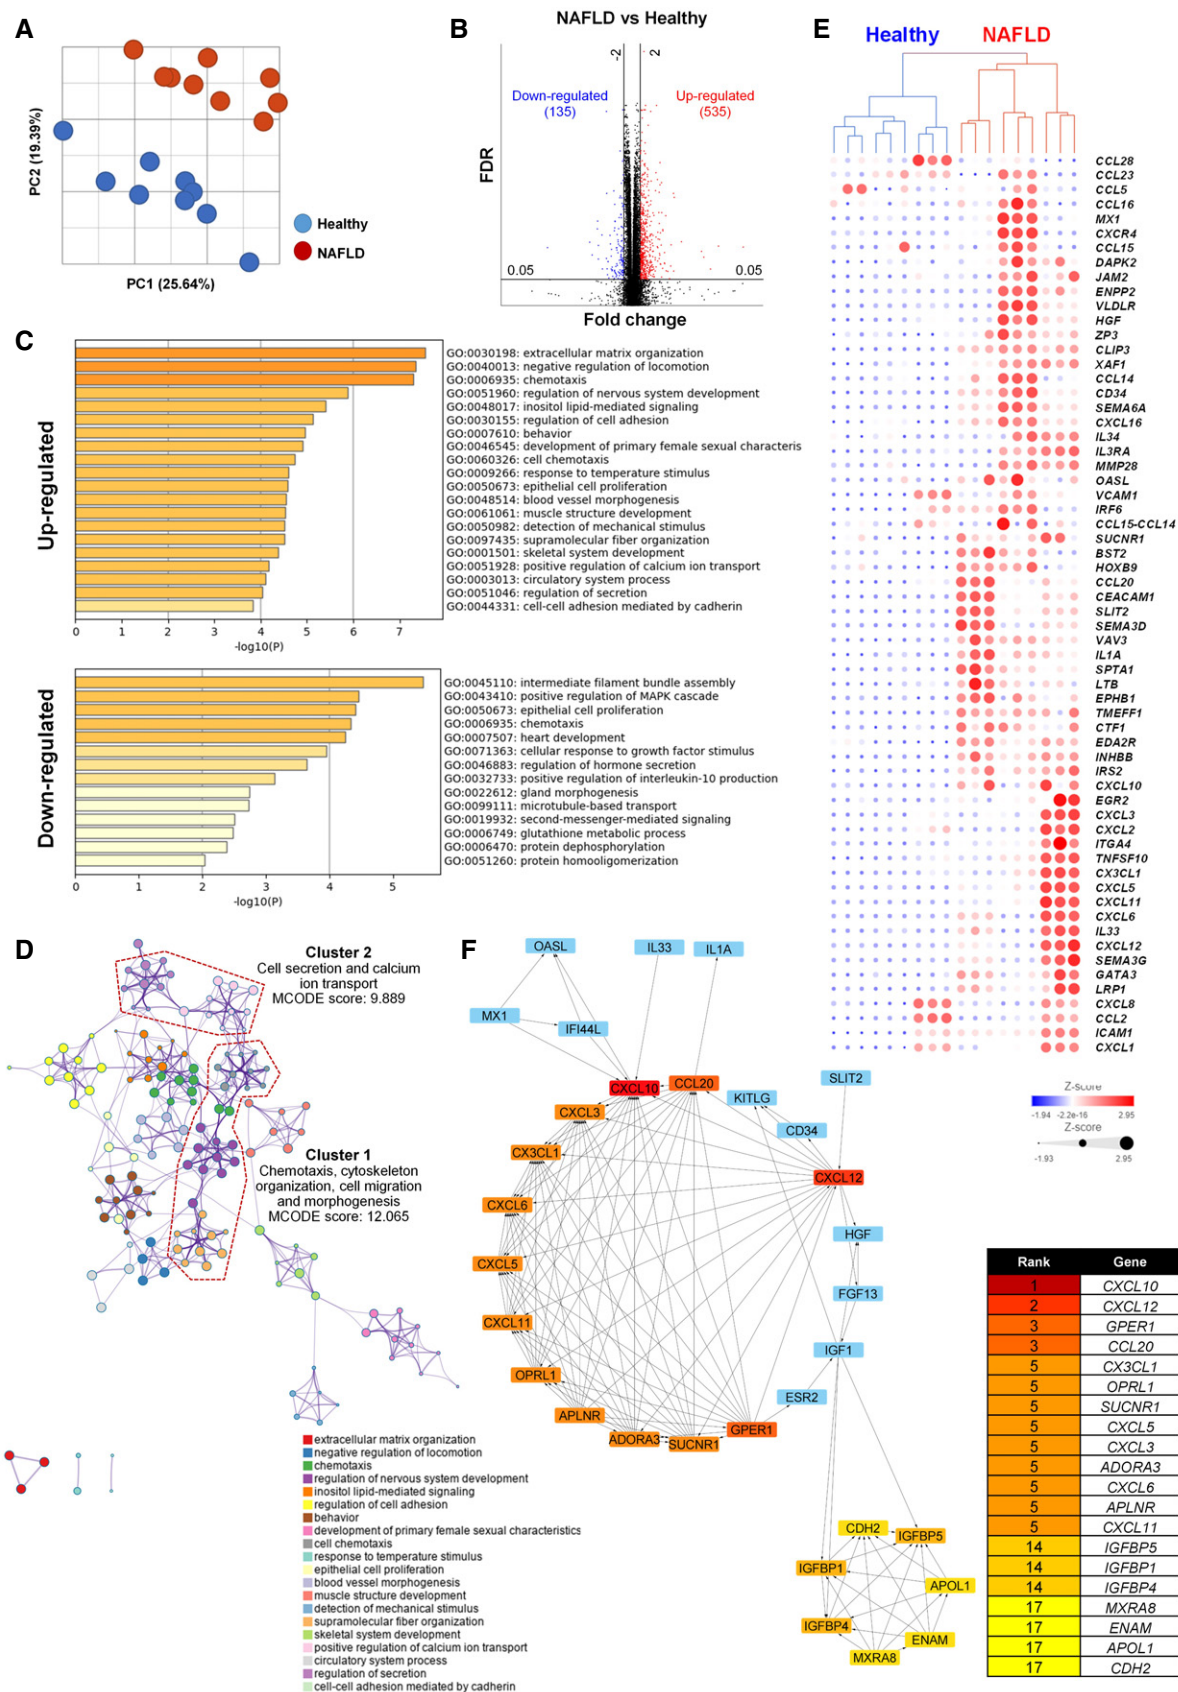 A
PC2 (19.39%)
PC1 (25.64%)
Healthy
NAFLD
B
NAFLD vs Healthy
-2
2
Down-regulated
(135)
Up-regulated
(535)
FDR
0.05
0.05
Fold change
C
Up-regulated
GO:0030198: extracellular matrix organization
GO:0040013: negative regulation of locomotion
GO:0006935: chemotaxis
GO:0051960: regulation of nervous system development
GO:0048017: inositol lipid-mediated signaling
GO:0030155: regulation of cell adhesion
GO:0007610: behavior
GO:0046545: development of primary female sexual characteris
GO:0060326: cell chemotaxis
GO:0009266: response to temperature stimulus
GO:0050673: epithelial cell proliferation
GO:0048514: blood vessel morphogenesis
GO:0061061: muscle structure development
GO:0050982: detection of mechanical stimulus
GO:0097435: supramolecular fiber organization
GO:0001501: skeletal system development
GO:0051928: positive regulation of calcium ion transport
GO:0003013: circulatory system process
GO:0051046: regulation of secretion
GO:0044331: cell-cell adhesion mediated by cadherin
0 1 2 3 4 5 6 7
-log10(P)
Down-regulated
GO:0045110: intermediate filament bundle assembly
GO:0043410: positive regulation of MAPK cascade
GO:0050673: epithelial cell proliferation
GO:0006935: chemotaxis
GO:0007507: heart development
GO:0071363: cellular response to growth factor stimulus
GO:0046883: regulation of hormone secretion
GO:0032733: positive regulation of interleukin-10 production
GO:0022612: gland morphogenesis
GO:0099111: microtubule-based transport
GO:0019932: second-messenger-mediated signaling
GO:0006749: glutathione metabolic process
GO:0006470: protein dephosphorylation
GO:0051260: protein homooligomerization
0 1 2 3 4 5
-log10(P)
D
Cluster 2
Cell secretion and calcium
ion transport
MCODE score: 9.889
Cluster 1
Chemotaxis, cytoskeleton
organization, cell migration
and morphogenesis
MCODE score: 12.065
extracellular matrix organization
negative regulation of locomotion
chemotaxis
regulation of nervous system development
inositol lipid-mediated signaling
regulation of cell adhesion
behavior
development of primary female sexual characteristics
cell chemotaxis
response to temperature stimulus
epithelial cell proliferation
blood vessel morphogenesis
muscle structure development
detection of mechanical stimulus
supramolecular fiber organization
skeletal system development
positive regulation of calcium ion transport
circulatory system process
regulation of secretion
cell-cell adhesion mediated by cadherin
E
Healthy NAFLD
CCL28
CCL23
CCL5
CCL16
MX1
CXCR4
CCL15
DAPK2
JAM2
ENPP2
VLDLR
HGF
ZP3
CLIP3
XAF1
CCL14
CD34
SEMA6A
CXCL16
IL34
IL3RA
MMP28
OASL
VCAM1
IRF6
CCL15-CCL14
SUCNR1
BST2
HOXB9
CCL20
CEACAM1
SLIT2
SEMA3D
VAV3
IL1A
SPTA1
LTB
EPHB1
TMEFF1
CTF1
EDA2R
INHBB
IRS2
CXCL10
EGR2
CXCL3
CXCL2
ITGA4
TNFSF10
CX3CL1
CXCL5
CXCL11
CXCL6
IL33
CXCL12
SEMA3G
GATA3
LRP1
CXCL8
CCL2
ICAM1
CXCL1
Z-score
-1.94 -2.2e-16 2.95
Z-score
-1.93 2.95
F
OASL
IL33
IL1A
MX1
IFI44L
CXCL10
CCL20
SLIT2
KITLG
CXCL3
CD34
CX3CL1
CXCL12
CXCL6
HGF
CXCL5
FGF13
CXCL11
IGF1
OPRL1
ESR2
APLNR
GPER1
ADORA3
SUCNR1
CDH2
IGFBP5
IGFBP1
APOL1
IGFBP4
ENAM
MXRA8
Rank Gene
1 CXCL10
2 CXCL12
3 GPER1
3 CCL20
5 CX3CL1
5 OPRL1
5 SUCNR1
5 CXCL5
5 CXCL3
5 ADORA3
5 CXCL6
5 APLNR
5 CXCL11
14 IGFBP5
14 IGFBP1
14 IGFBP4
17 MXRA8
17 ENAM
17 APOL1
17 CDH2